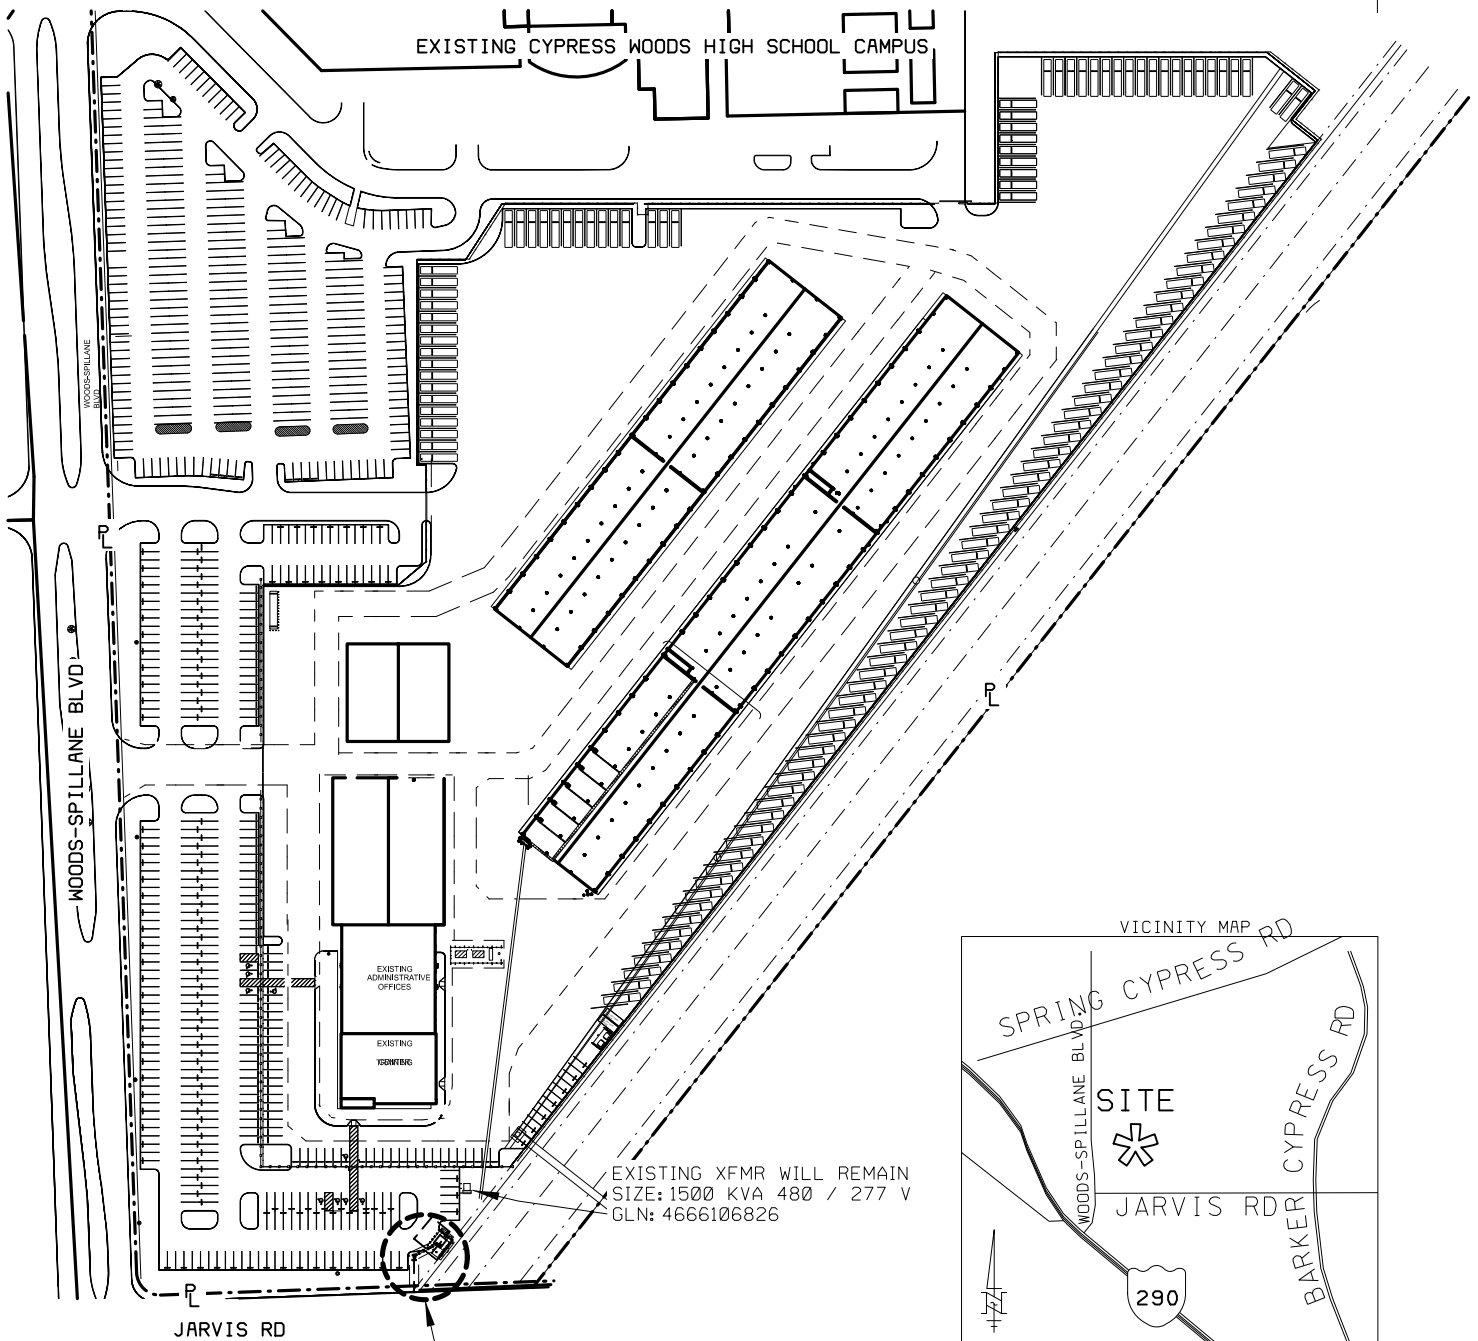 EXISTING CYPRESS WOODS HIGH SCHOOL CAMPUS
WOODS-SPILLANE
BLVD
PL
WOODS-SPILLANE BLVD
PL
EXISTING
ADMINISTRATIVE
OFFICES
EXISTING
EXISTING XFMR WILL REMAIN
SIZE: 1500 KVA 480 / 277 V
GLN: 4666106826
PL
JARVIS RD
VICINITY MAP
SPRING CYPRESS RD
WOODS-SPILLANE BLVD.
SITE
JARVIS RD
BARKER CYPRESS RD
290